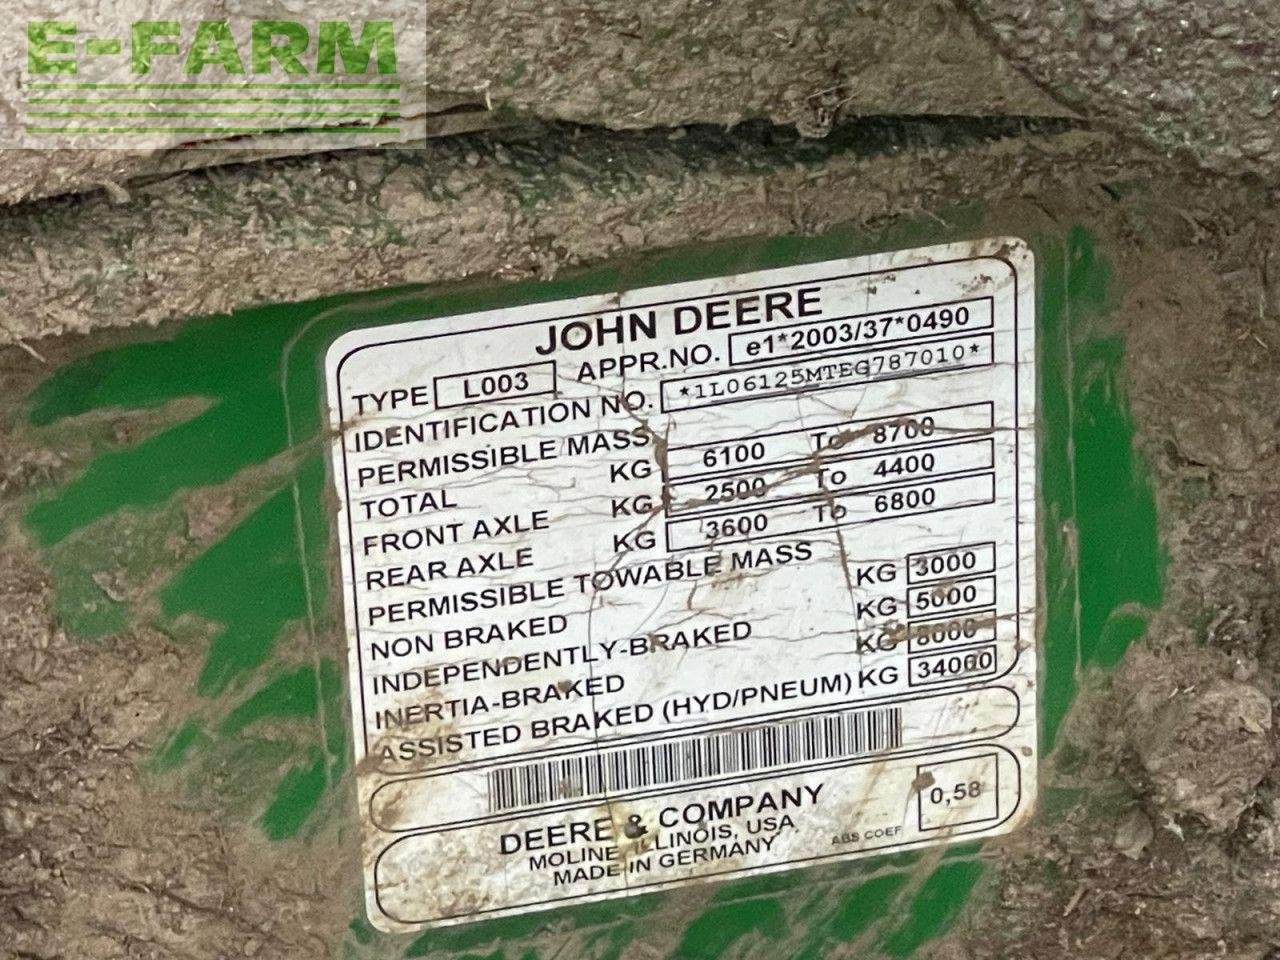 E-FARM
JOHN DEERE
TYPE L003 APPR.NO. e1*2003/37*0490
IDENTIFICATION NO. *1L06125MTEG787010*
PERMISSIBLE MASS
TOTAL KG 6100 To 8700
FRONT AXLE KG 2500 To 4400
REAR AXLE KG 3600 To 6800
PERMISSIBLE TOWABLE MASS
NON BRAKED KG 3000
INDEPENDENTLY-BRAKED KG 5000
INERTIA-BRAKED KG 8000
ASSISTED BRAKED (HYD/PNEUM) KG 34000
DEERE & COMPANY
MOLINE ILLINOIS, USA
MADE IN GERMANY
ABS COEF 0,58